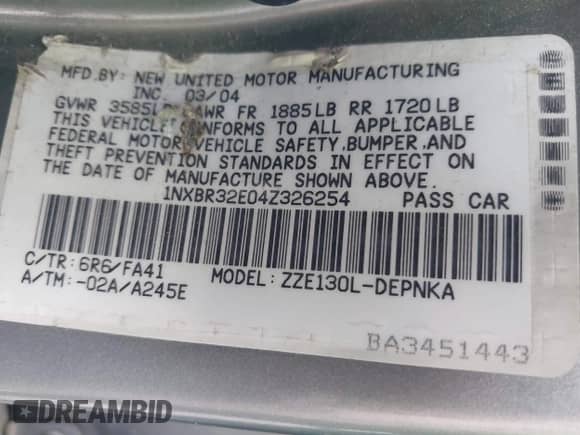 MFD.BY: NEW UNITED MOTOR MANUFACTURING
INC. 03/04
GVWR 3585LB GAWR FR 1885LB RR 1720LB
THIS VEHICLE CONFORMS TO ALL APPLICABLE
FEDERAL MOTOR VEHICLE SAFETY,BUMPER,AND
THEFT PREVENTION STANDARDS IN EFFECT ON
THE DATE OF MANUFACTURE SHOWN ABOVE.
1NXBR32E04Z326254 PASS CAR
C/TR: 6R6/FA41 MODEL: ZZE130L-DEPNKA
A/TM: -02A/A245E
BA3451443
DREAMBID